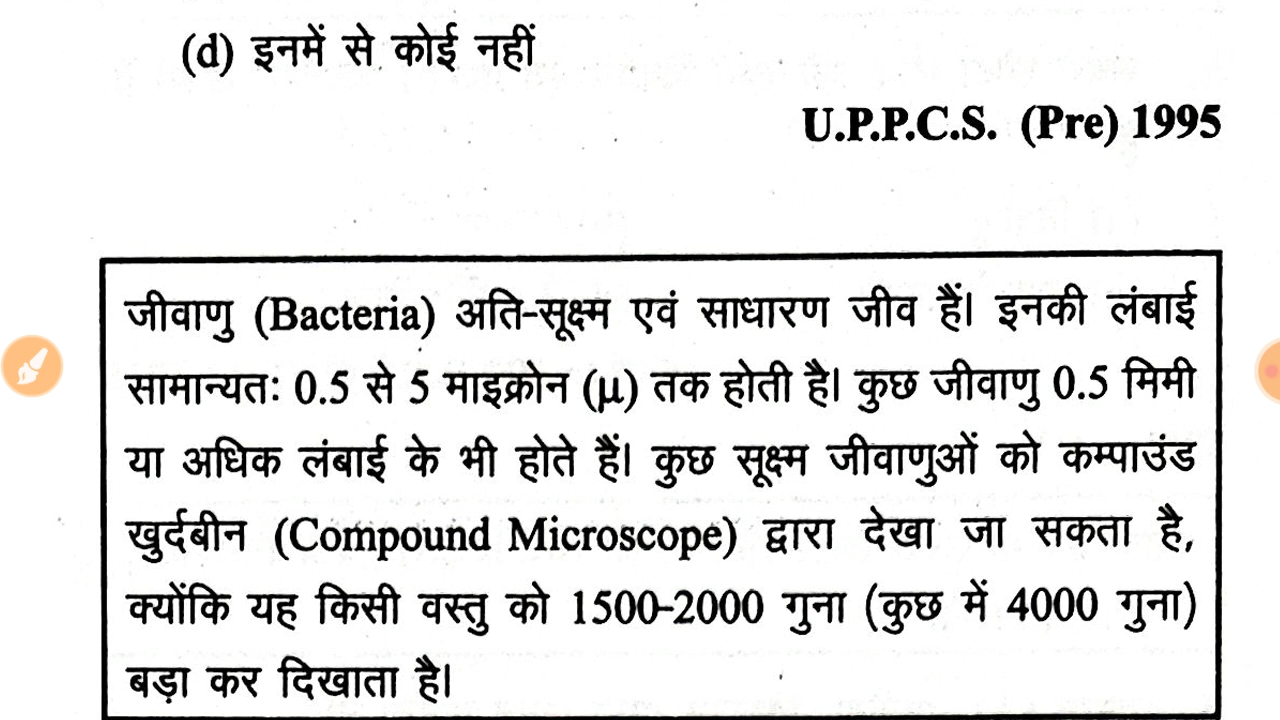 (d) इनमें से कोई नहीं
U.P.P.C.S. (Pre) 1995
जीवाणु (Bacteria) अति-सूक्ष्म एवं साधारण जीव हैं। इनकी लंबाई
सामान्यतः 0.5 से 5 माइक्रोन (μ) तक होती है। कुछ जीवाणु 0.5 मिमी
या अधिक लंबाई के भी होते हैं। कुछ सूक्ष्म जीवाणुओं को कम्पाउंड
खुर्दबीन (Compound Microscope) द्वारा देखा जा सकता है,
क्योंकि यह किसी वस्तु को 1500-2000 गुना (कुछ में 4000 गुना)
बड़ा कर दिखाता है।